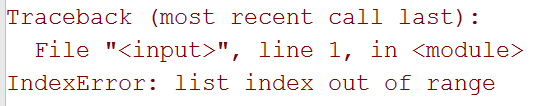 Traceback (most recent call last):
  File "<input>", line 1, in <module>
IndexError: list index out of range